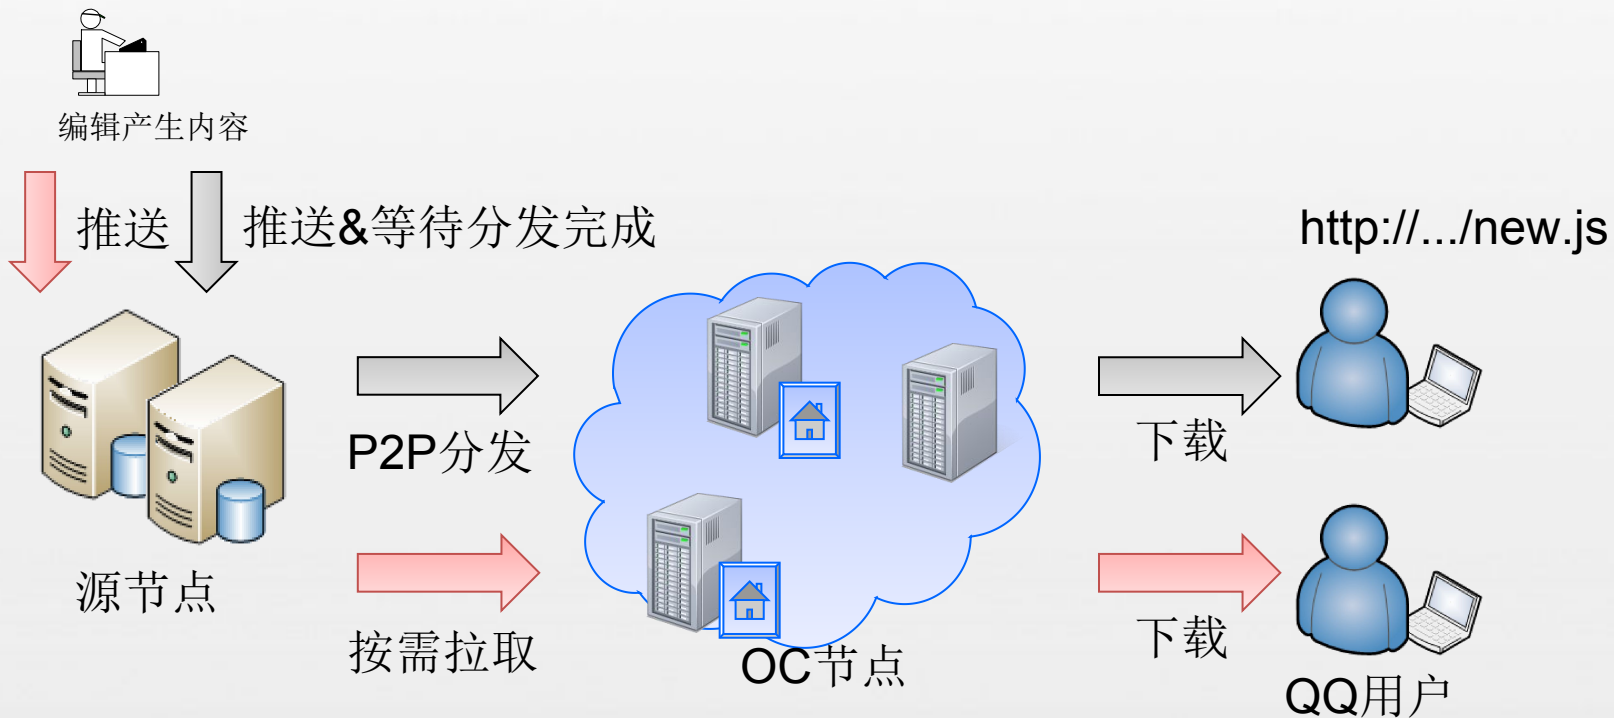 编辑产生内容
推送
推送&等待分发完成
http://.../new.js
P2P分发
下载
源节点
按需拉取
OC节点
下载
QQ用户